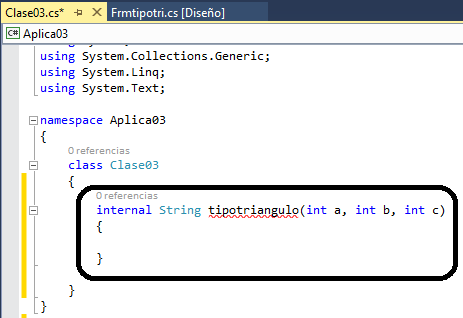 Clase03.cs* Frmtipotri.cs [Diseño]
C# Aplica03
using System.Collections.Generic;
using System.Linq;
using System.Text;
namespace Aplica03
{
0 referencias
class Clase03
{
0 referencias
internal String tipotriangulo(int a, int b, int c)
{
}
}
}